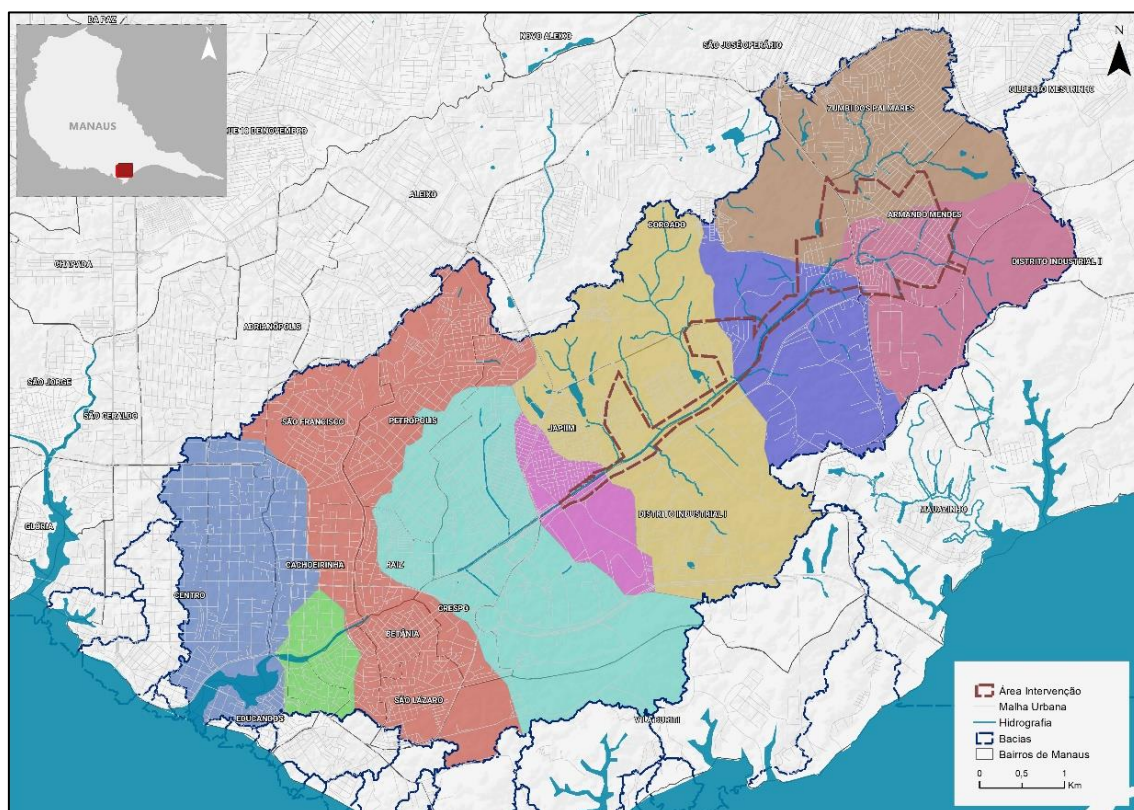 DA PAZ
NOVO ALEIXO
SÃO JOSÉ OPERÁRIO
N
N
GILBERTO MESTRINHO
ZUMBI DOS PALMARES
MANAUS
DE NOVEMBRO
ALEIXO
ARMANDO MENDES
COROADO
CHAPADA
DISTRITO INDUSTRIAL I
ADRIANÓPOLIS
SÃO JORGE
SÃO GERALDO
SÃO FRANCISCO
PETRÓPOLIS
JAPIIM
MAUAZINHO
DISTRITO INDUSTRIAL I
GLÓRIA
CACHOEIRINHA
RAIZ
CENTRO
CRESPO
BETÂNIA
SÃO LÁZARO
EDUCANDOS
VILA BURITI
Área Intervenção
Malha Urbana
Hidrografia
Bacias
Bairros de Manaus
0 0,5 1
Km